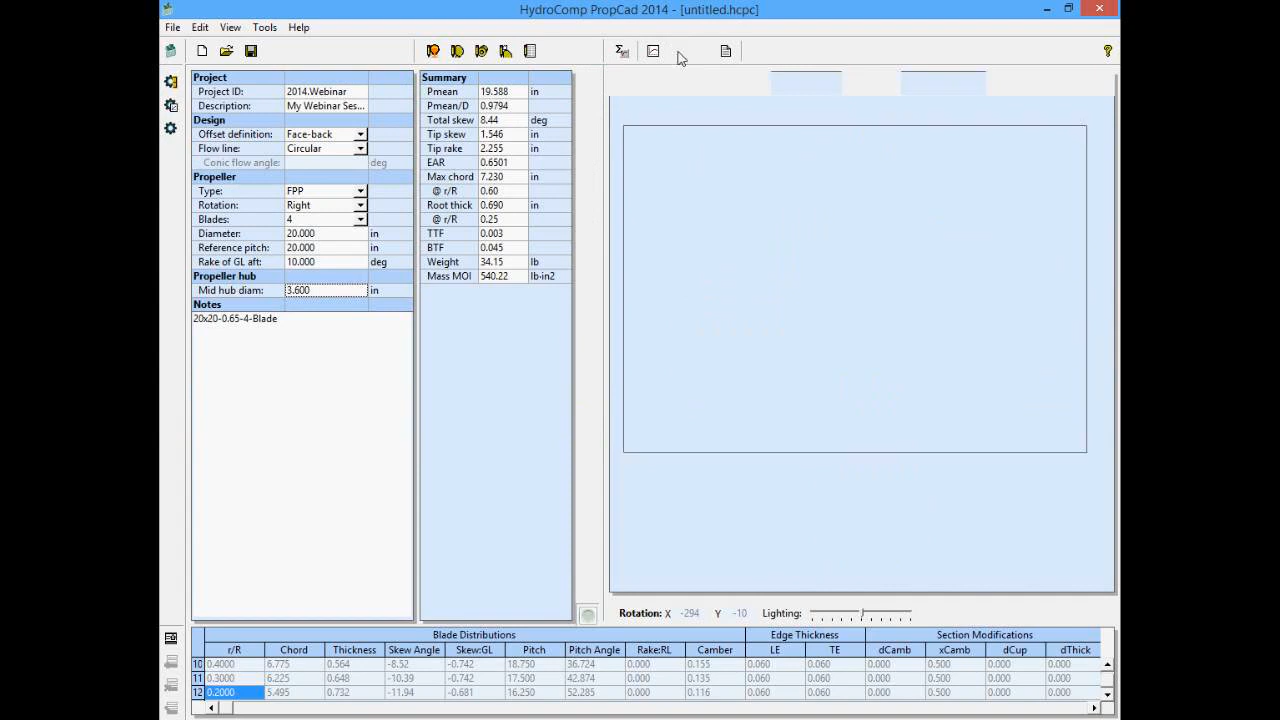 HydroComp PropCad 2014 - [untitled.hcpc]
File Edit View Tools Help
Project
Project ID: 2014.Webinar
Description: My Webinar Ses...
Design
Offset definition: Face-back
Flow line: Circular
Conic flow angle: deg
Propeller
Type: FPP
Rotation: Right
Blades: 4
Diameter: 20.000 in
Reference pitch: 20.000 in
Rake of GL aft: 10.000 deg
Propeller hub
Mid hub diam: 3.600 in
Notes
20x20-0.65-4-Blade
Summary
Pmean 19.588 in
Pmean/D 0.9794
Total skew 8.44 deg
Tip skew 1.546 in
Tip rake 2.255 in
EAR 0.6501
Max chord 7.230 in
@ r/R 0.60
Root thick 0.690 in
@ r/R 0.25
TTF 0.003
BTF 0.045
Weight 34.15 lb
Mass MOI 540.22 lb-in2
Rotation: X -294 Y -10 Lighting:
Blade Distributions Edge Thickness Section Modifications
r/R Chord Thickness Skew Angle Skew:GL Pitch Pitch Angle Rake:RL Camber LE TE dCamb xCamb dCup dThick
10 0.4000 6.775 0.564 -8.52 -0.742 18.750 36.724 0.000 0.155 0.060 0.060 0.000 0.500 0.000 0.000
11 0.3000 6.225 0.648 -10.39 -0.742 17.500 42.874 0.000 0.135 0.060 0.060 0.000 0.500 0.000 0.000
12 0.2000 5.495 0.732 -11.94 -0.681 16.250 52.285 0.000 0.116 0.060 0.060 0.000 0.500 0.000 0.000